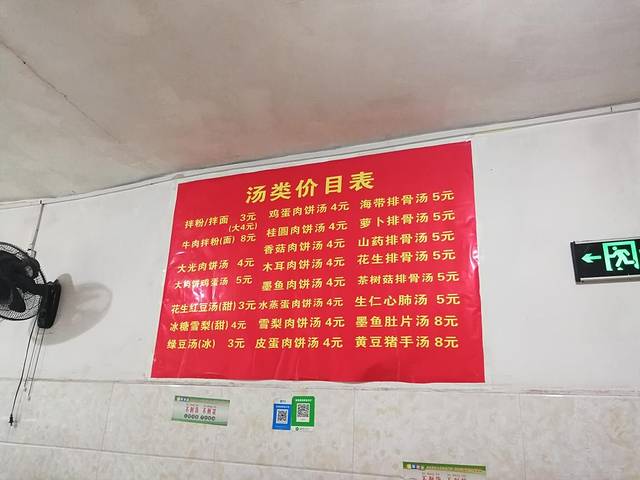 汤类价目表
拌粉/拌面 3元
(大4元)
牛肉拌粉(面) 8元
大光肉饼汤 4元
大肉饼鸡蛋汤 5元
花生红豆汤(甜) 3元
冰糖雪梨(甜) 4元
绿豆汤(冰) 3元
鸡蛋肉饼汤 4元
桂圆肉饼汤 4元
香菇肉饼汤 4元
木耳肉饼汤 4元
墨鱼肉饼汤 4元
水蒸蛋肉饼汤 4元
雪梨肉饼汤 4元
皮蛋肉饼汤 4元
海带排骨汤 5元
萝卜排骨汤 5元
山药排骨汤 5元
花生排骨汤 5元
茶树菇排骨汤 5元
生仁心肺汤 5元
墨鱼肚片汤 8元
黄豆猪手汤 8元